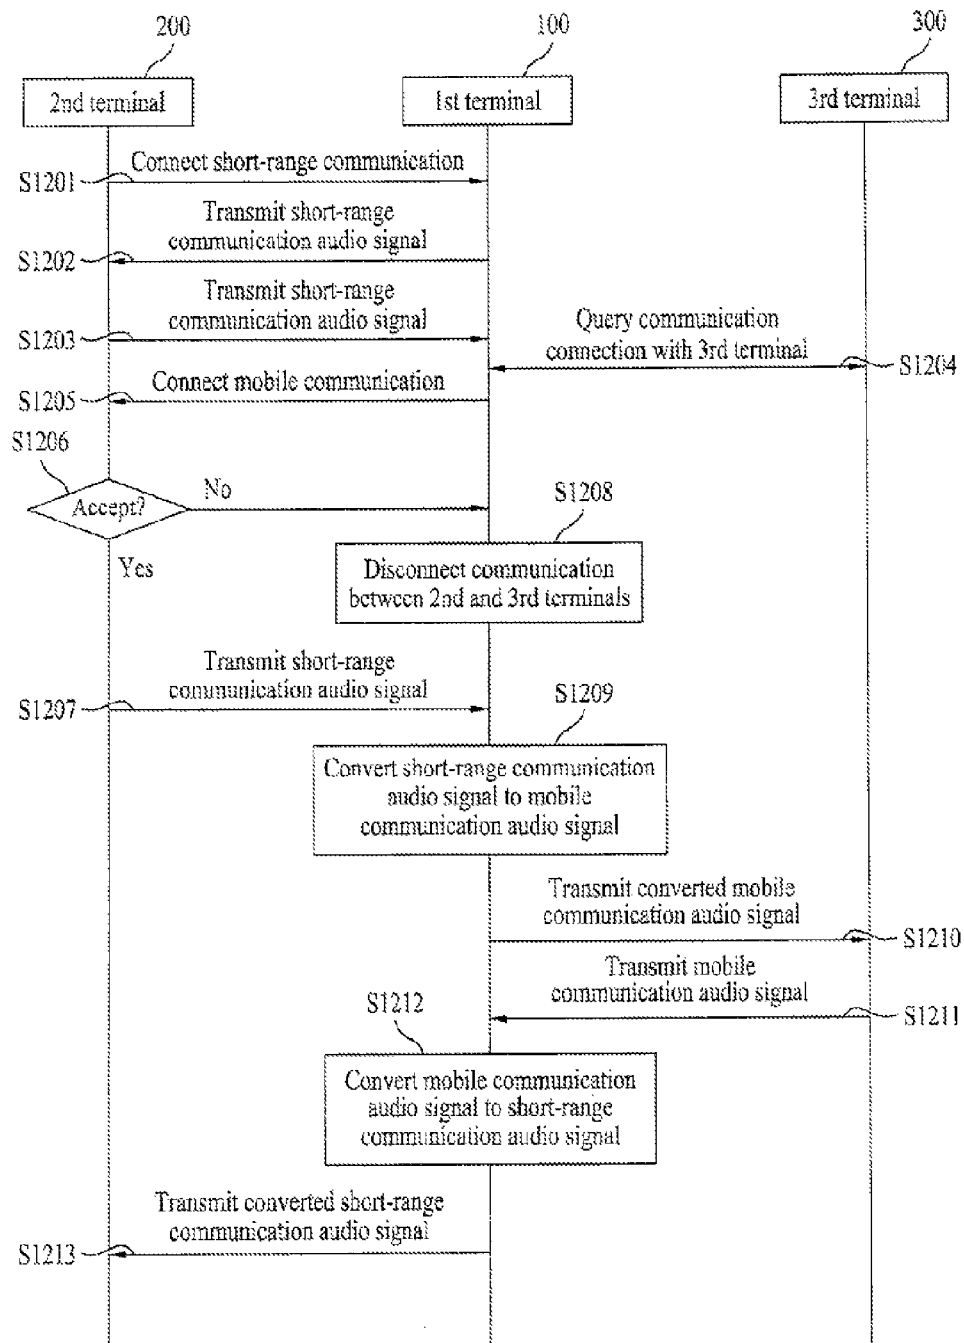 200
100
300
2nd terminal
1st terminal
3rd terminal
Connect short-range communication
S1201
Transmit short-range
communication audio signal
S1202
Transmit short-range
communication audio signal
S1203
Query communication
connection with 3rd terminal
S1204
Connect mobile communication
S1205
S1206
Accept?
No
Yes
S1208
Disconnect communication
between 2nd and 3rd terminals
Transmit short-range
communication audio signal
S1207
S1209
Convert short-range communication
audio signal to mobile
communication audio signal
Transmit converted mobile
communication audio signal
S1210
Transmit mobile
communication audio signal
S1211
S1212
Convert mobile communication
audio signal to short-range
communication audio signal
Transmit converted short-range
communication audio signal
S1213